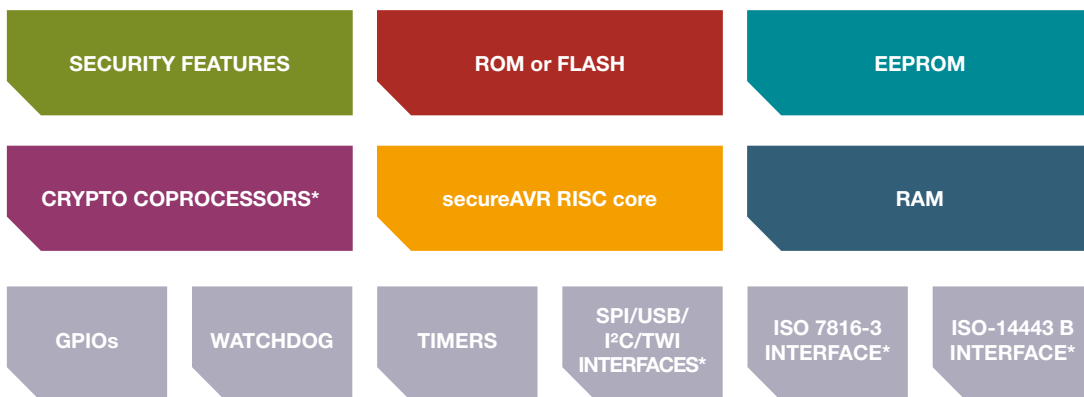 SECURITY FEATURES
ROM or FLASH
EEPROM
CRYPTO COPROCESSORS*
secureAVR RISC core
RAM
GPIOs
WATCHDOG
TIMERS
SPI/USB/
I²C/TWI
INTERFACES*
ISO 7816-3
INTERFACE*
ISO-14443 B
INTERFACE*